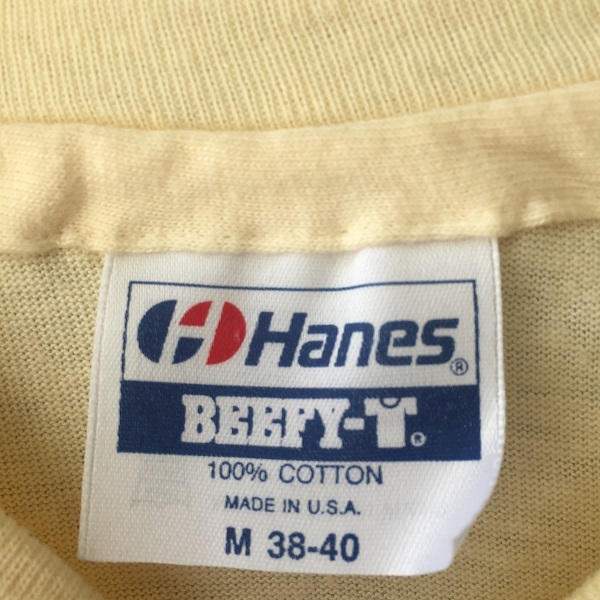 Hanes®
BEEFY-T®
100% COTTON
MADE IN U.S.A.
M 38-40